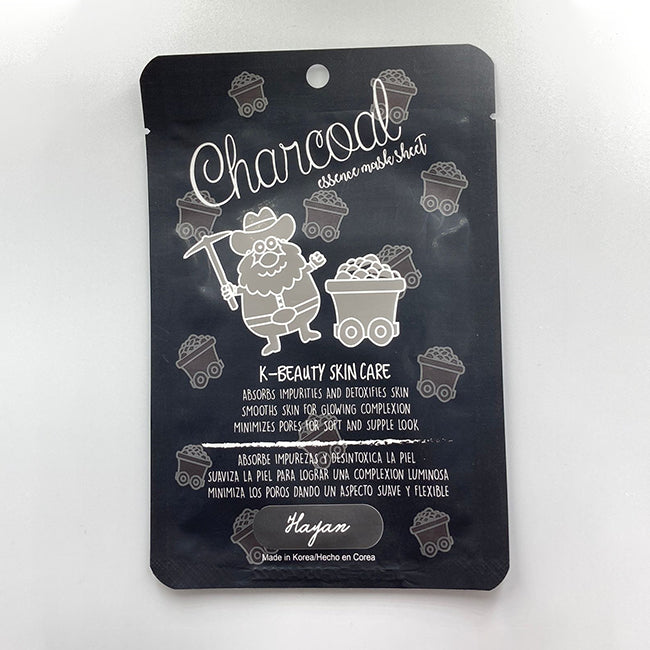 Charcoal
essence mask sheet
K-BEAUTY SKIN CARE
ABSORBS IMPURITIES AND DETOXIFIES SKIN
SMOOTHS SKIN FOR GLOWING COMPLEXION
MINIMIZES PORES FOR SOFT AND SUPPLE LOOK
ABSORBE IMPUREZAS Y DESINTOXICA LA PIEL
SUAVIZA LA PIEL PARA LOGRAR UNA COMPLEXION LUMINOSA
MINIMIZA LOS POROS DANDO UN ASPECTO SUAVE Y FLEXIBLE
Hayan
Made in Korea/Hecho en Corea